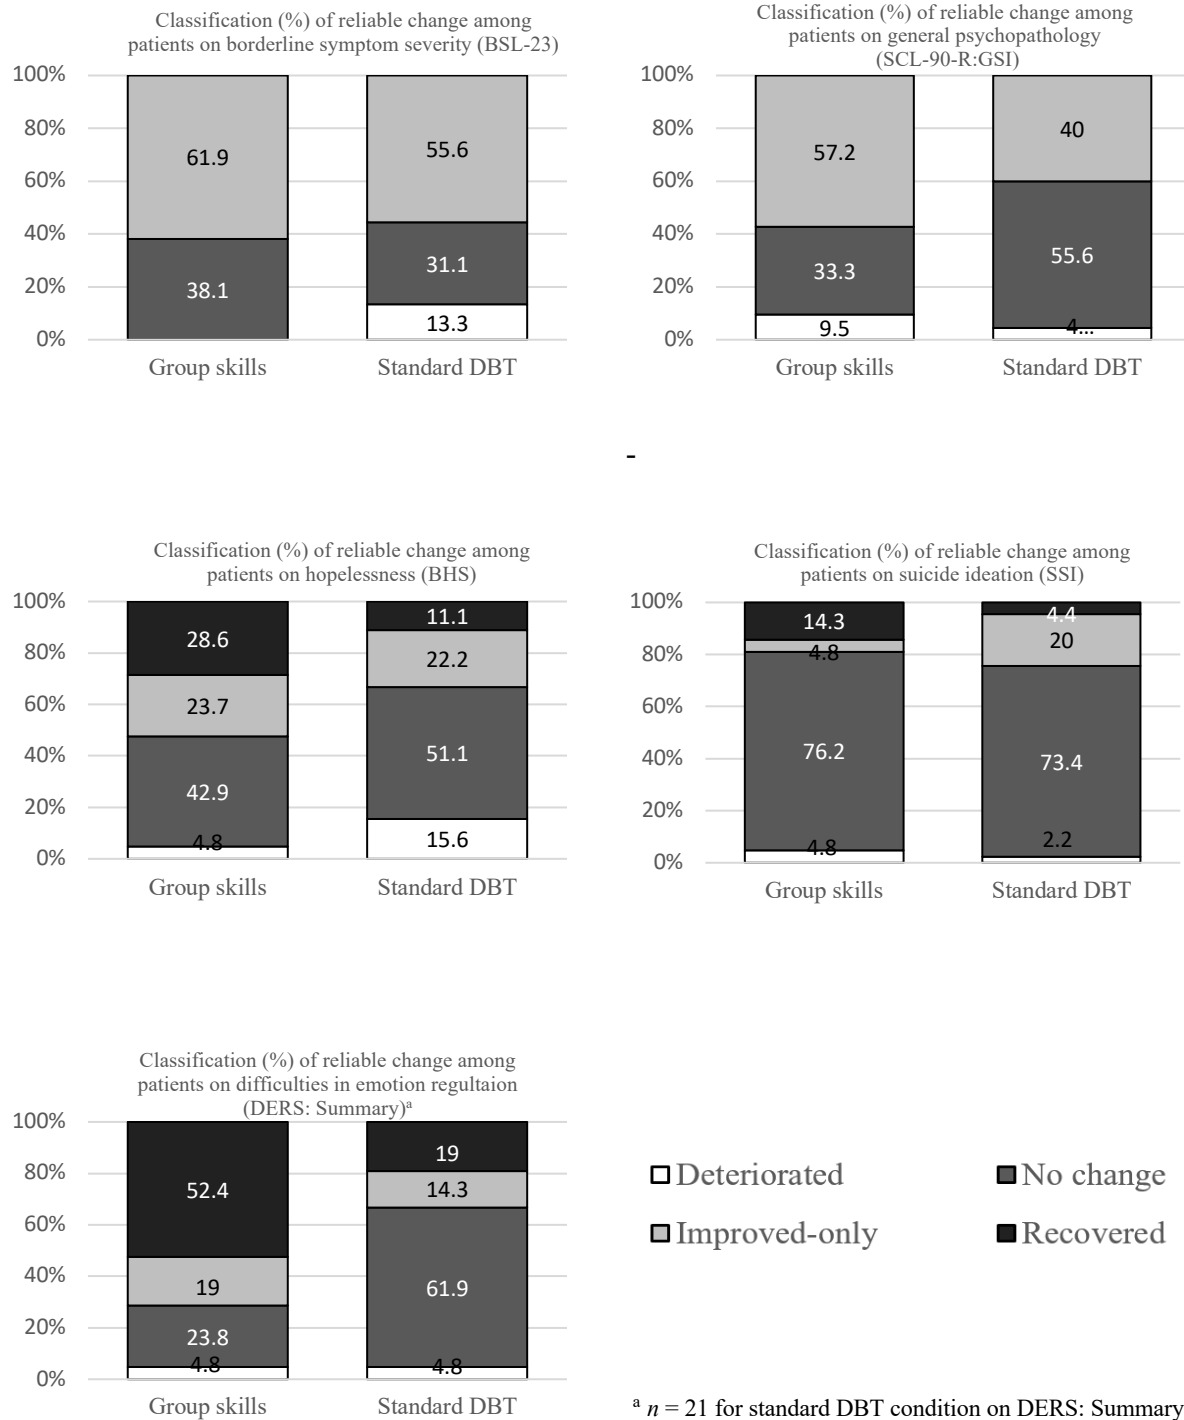 Classification (%) of reliable change among
patients on borderline symptom severity (BSL-23)
100%
80%
60%
40%
20%
0%
61.9
38.1
55.6
31.1
13.3
Group skills
Standard DBT
Classification (%) of reliable change among
patients on general psychopathology
(SCL-90-R:GSI)
100%
80%
60%
40%
20%
0%
57.2
33.3
9.5
40
55.6
4...
Group skills
Standard DBT
-
Classification (%) of reliable change among
patients on hopelessness (BHS)
100%
80%
60%
40%
20%
0%
28.6
23.7
42.9
4.8
11.1
22.2
51.1
15.6
Group skills
Standard DBT
Classification (%) of reliable change among
patients on suicide ideation (SSI)
100%
80%
60%
40%
20%
0%
14.3
4.8
76.2
4.8
4.4
20
73.4
2.2
Group skills
Standard DBT
Classification (%) of reliable change among
patients on difficulties in emotion regultaion
(DERS: Summary)ᵃ
100%
80%
60%
40%
20%
0%
52.4
19
23.8
4.8
19
14.3
61.9
4.8
Group skills
Standard DBT
Deteriorated
No change
Improved-only
Recovered
ᵃ n = 21 for standard DBT condition on DERS: Summary